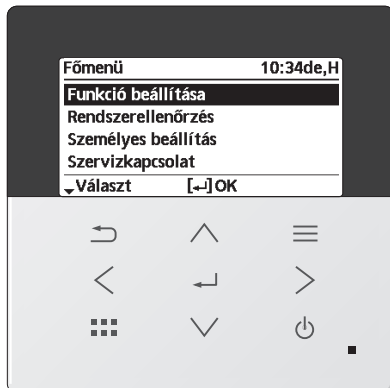 Főmenü 10:34de,H
Funkció beállítása
Rendszerellenőrzés
Személyes beállítás
Szervizkapcsolat
Választ [↵]OK